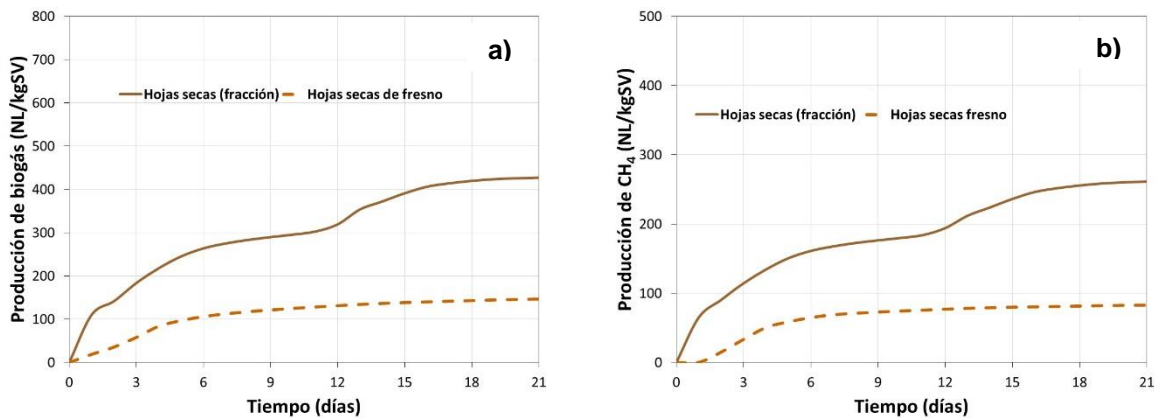 a)
Producción de biogás (NL/kgSV)
800
700
600
500
400
300
200
100
0
Hojas secas (fracción) Hojas secas de fresno
0 3 6 9 12 15 18 21
Tiempo (días)
b)
Producción de CH₄ (NL/kgSV)
500
400
300
200
100
0
Hojas secas (fracción) Hojas secas fresno
0 3 6 9 12 15 18 21
Tiempo (días)